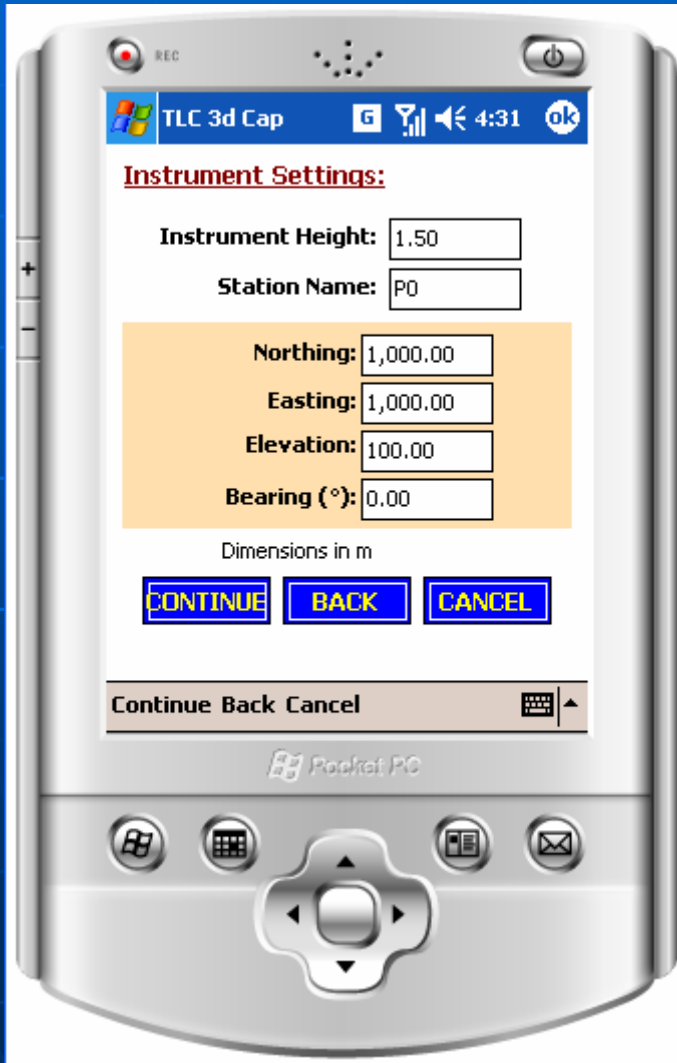 REC
TLC 3d Cap G 4:31 ok
Instrument Settings:
Instrument Height: 1.50
Station Name: P0
Northing: 1,000.00
Easting: 1,000.00
Elevation: 100.00
Bearing (°): 0.00
Dimensions in m
CONTINUE BACK CANCEL
Continue Back Cancel
Pocket PC
+
−